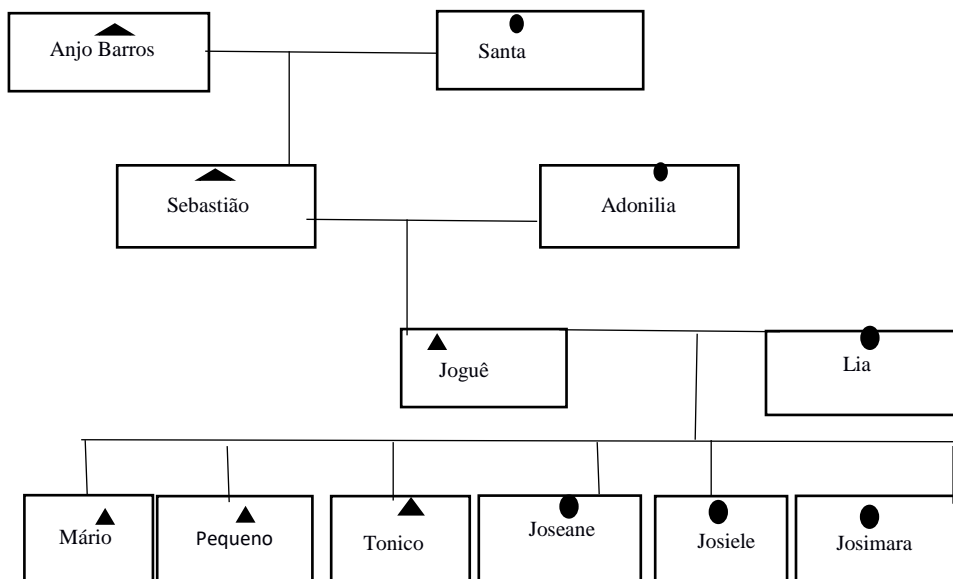 Anjo Barros
Santa
Sebastião
Adonilia
Joguê
Lia
Mário
Pequeno
Tonico
Joseane
Josiele
Josimara